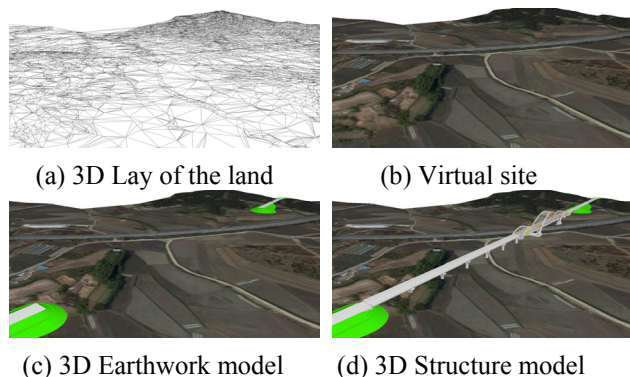 (a) 3D Lay of the land
(b) Virtual site
(c) 3D Earthwork model
(d) 3D Structure model